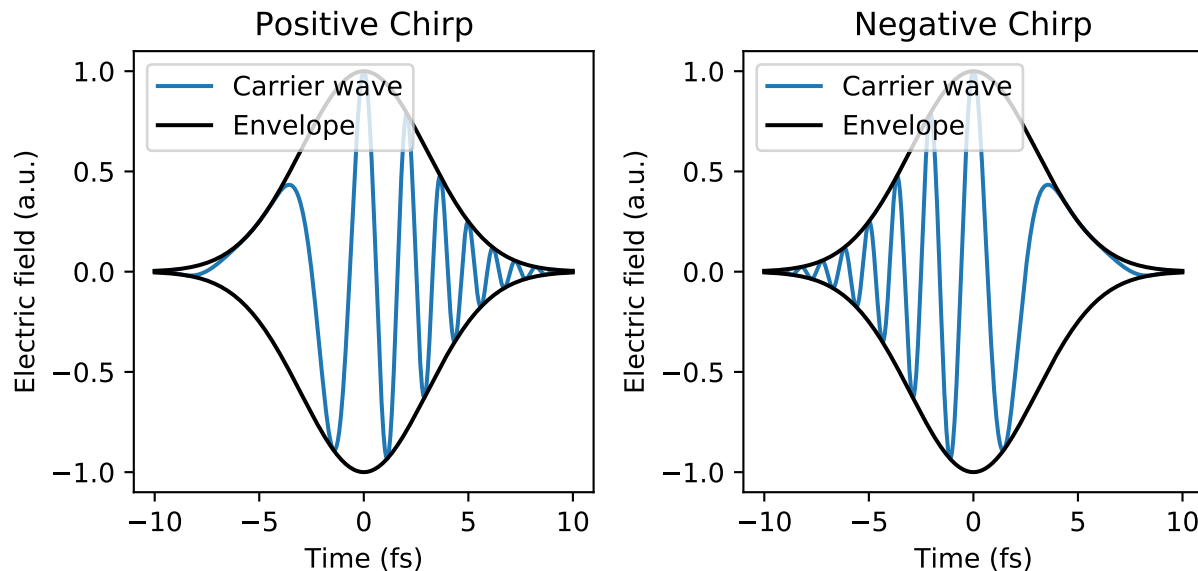 Positive Chirp
1.0
0.5
0.0
−0.5
−1.0
Electric field (a.u.)
Carrier wave
Envelope
−10
−5
0
5
10
Time (fs)
Negative Chirp
1.0
0.5
0.0
−0.5
−1.0
Electric field (a.u.)
Carrier wave
Envelope
−10
−5
0
5
10
Time (fs)